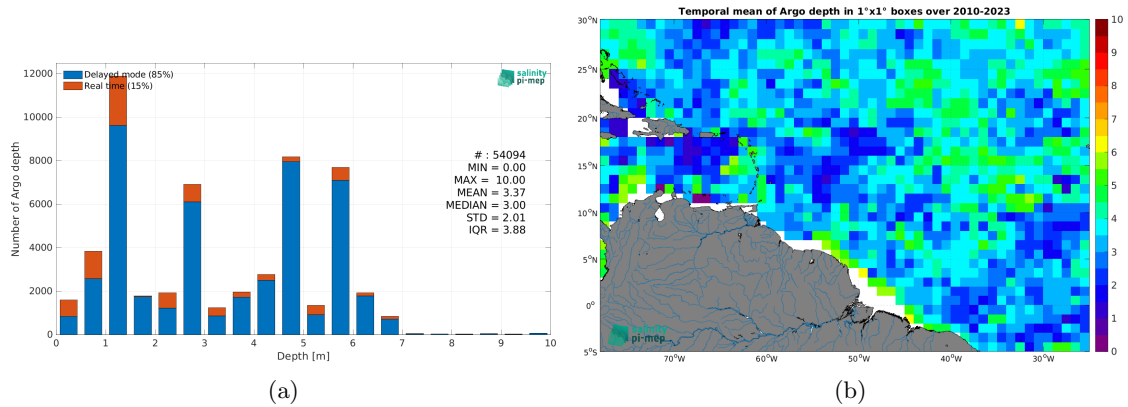 Delayed mode (85%)
Real time (15%)
salinity
pi-mep
Number of Argo depth
12000
10000
8000
6000
4000
2000
0
# : 54094
MIN = 0.00
MAX = 10.00
MEAN = 3.37
MEDIAN = 3.00
STD = 2.01
IQR = 3.88
0 1 2 3 4 5 6 7 8 9 10
Depth [m]
(a)
Temporal mean of Argo depth in 1°x1° boxes over 2010-2023
30°N
25°N
20°N
15°N
10°N
5°N
0°
5°S
70°W 60°W 50°W 40°W 30°W
salinity
pi-mep
10
9
8
7
6
5
4
3
2
1
0
(b)